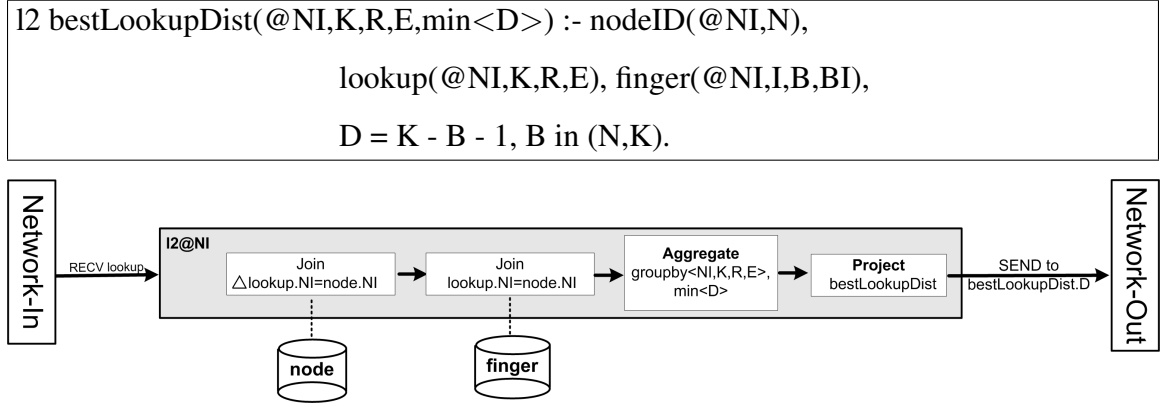 l2 bestLookupDist(@NI,K,R,E,min<D>) :- nodeID(@NI,N),
lookup(@NI,K,R,E), finger(@NI,I,B,BI),
D = K - B - 1, B in (N,K).
Network-In
RECV lookup
l2@NI
Join
△lookup.NI=node.NI
Join
lookup.NI=node.NI
Aggregate
groupby<NI,K,R,E>,
min<D>
Project
bestLookupDist
SEND to
bestLookupDist.D
Network-Out
node
finger